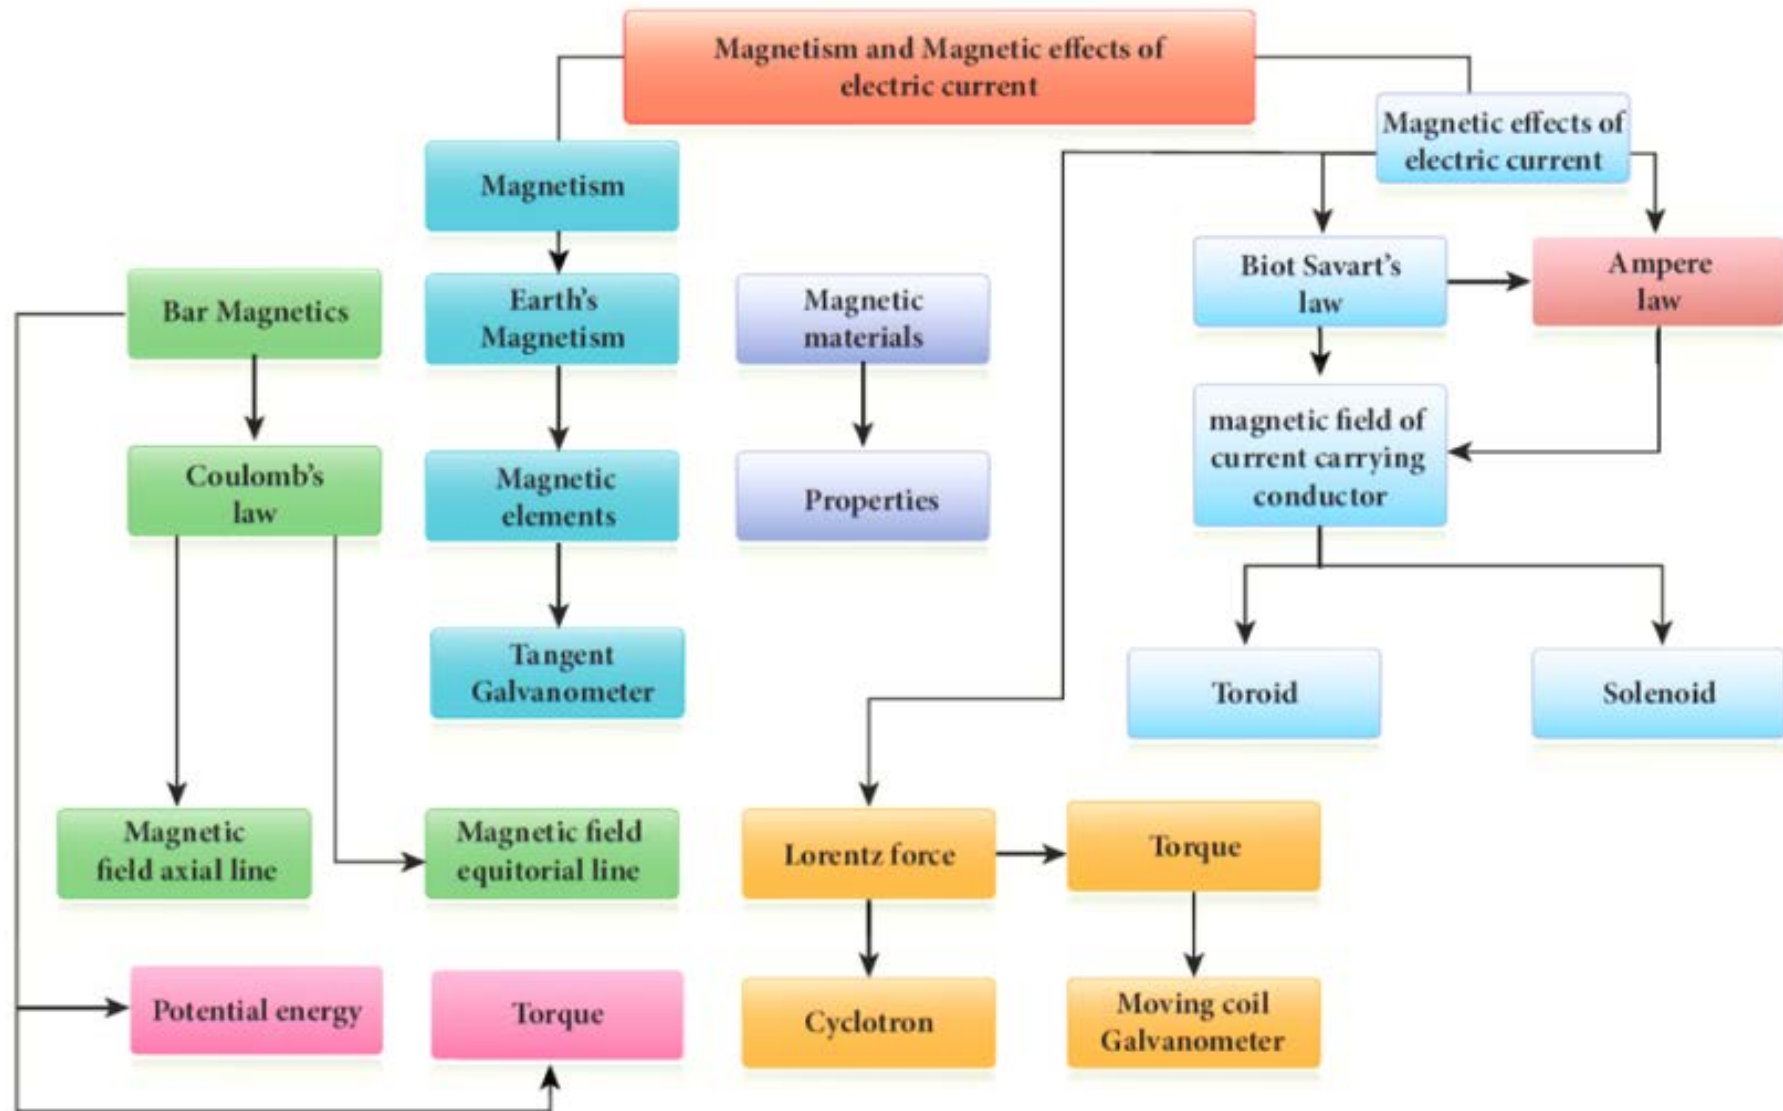 Magnetism and Magnetic effects of
electric current
Magnetic effects of
electric current
Magnetism
Bar Magnetics
Earth's
Magnetism
Magnetic
materials
Biot Savart's
law
Ampere
law
Coulomb's
law
Magnetic
elements
Properties
magnetic field of
current carrying
conductor
Tangent
Galvanometer
Toroid
Solenoid
Magnetic
field axial line
Magnetic field
equitorial line
Lorentz force
Torque
Potential energy
Torque
Cyclotron
Moving coil
Galvanometer